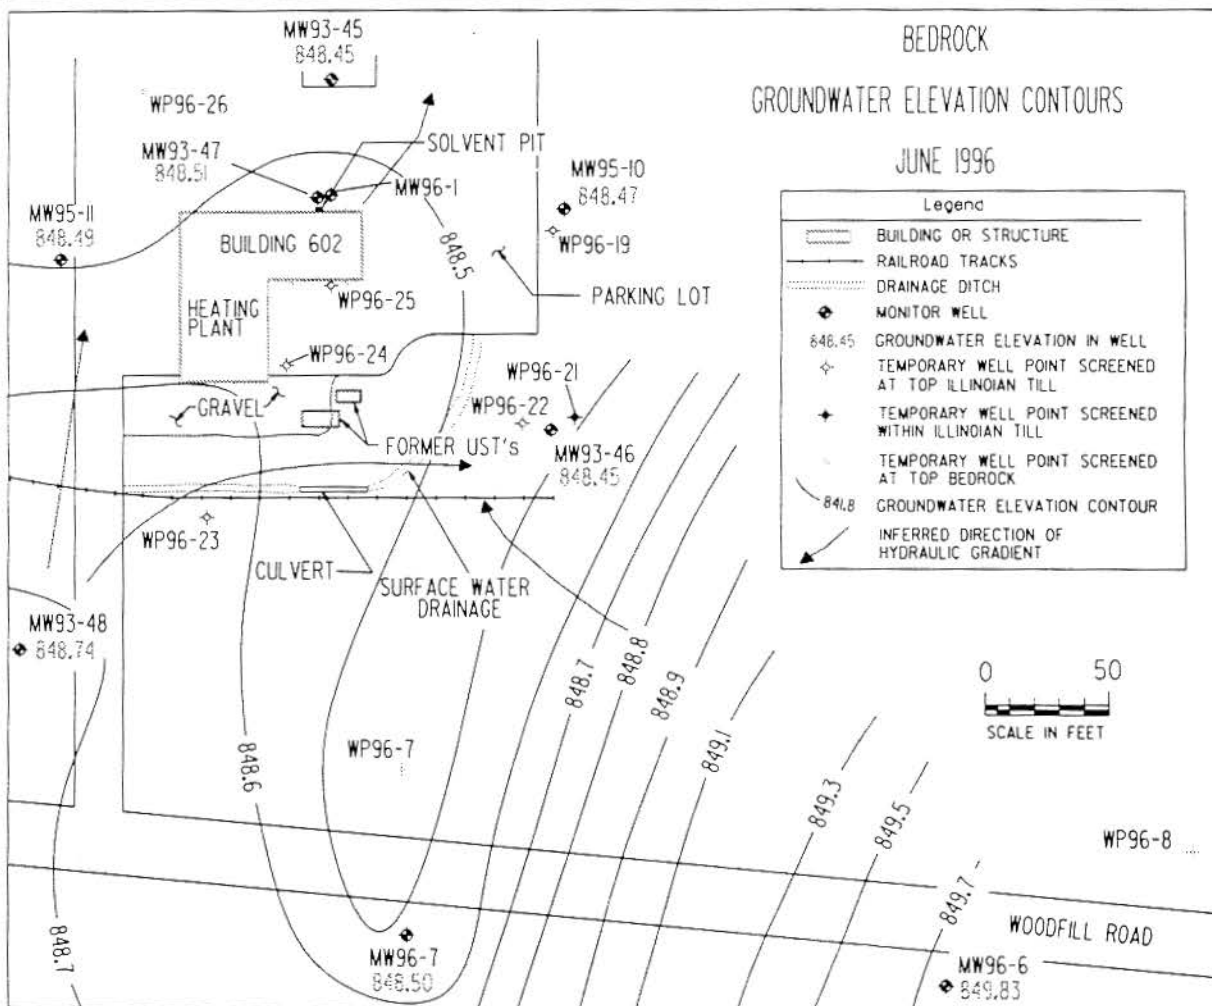 BEDROCK
GROUNDWATER ELEVATION CONTOURS
JUNE 1996
MW93-45
848.45
WP96-26
MW93-47
848.51
SOLVENT PIT
MW96-1
MW95-10
848.47
WP96-19
MW95-11
848.49
BUILDING 602
848.5
WP96-25
PARKING LOT
HEATING
PLANT
WP96-24
WP96-21
WP96-22
GRAVEL
FORMER UST's
MW93-46
848.45
WP96-23
CULVERT
SURFACE WATER
DRAINAGE
MW93-48
848.74
848.6
848.7
WP96-7
848.7
848.8
848.9
849.1
849.3
849.5
849.7
WP96-8
WOODFILL ROAD
MW96-7
848.50
MW96-6
849.83
Legend
BUILDING OR STRUCTURE
RAILROAD TRACKS
DRAINAGE DITCH
MONITOR WELL
848.45 GROUNDWATER ELEVATION IN WELL
TEMPORARY WELL POINT SCREENED
AT TOP ILLINOIAN TILL
TEMPORARY WELL POINT SCREENED
WITHIN ILLINOIAN TILL
TEMPORARY WELL POINT SCREENED
AT TOP BEDROCK
841.8 GROUNDWATER ELEVATION CONTOUR
INFERRED DIRECTION OF
HYDRAULIC GRADIENT
0 50
SCALE IN FEET